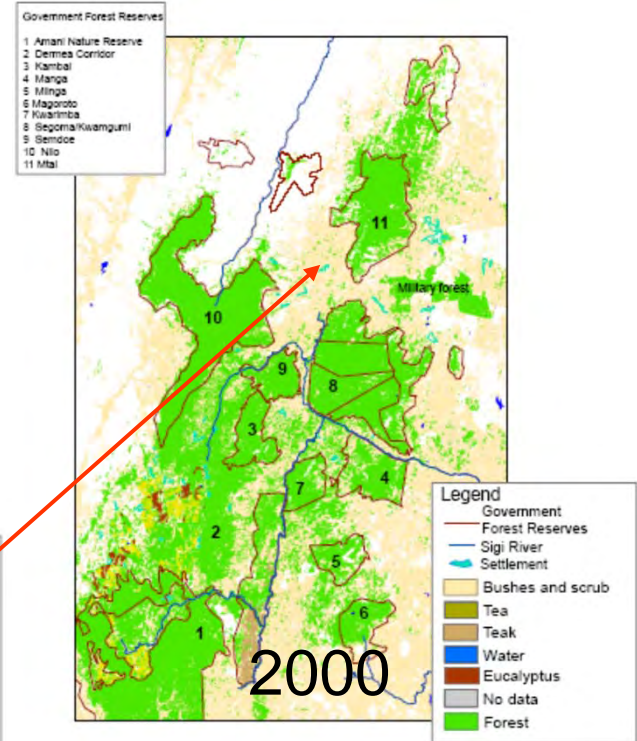 Government Forest Reserves
1 Amani Nature Reserve
2 Dermea Corridor
3 Kambai
4 Manga
5 Mlinga
6 Magoroto
7 Kwarimba
8 Segoma/Kwamgumi
9 Semdoe
10 Nilo
11 Mtai
11
Military forest
10
9
8
3
7
4
2
5
6
1
2000
Legend
Government
Forest Reserves
Sigi River
Settlement
Bushes and scrub
Tea
Teak
Water
Eucalyptus
No data
Forest